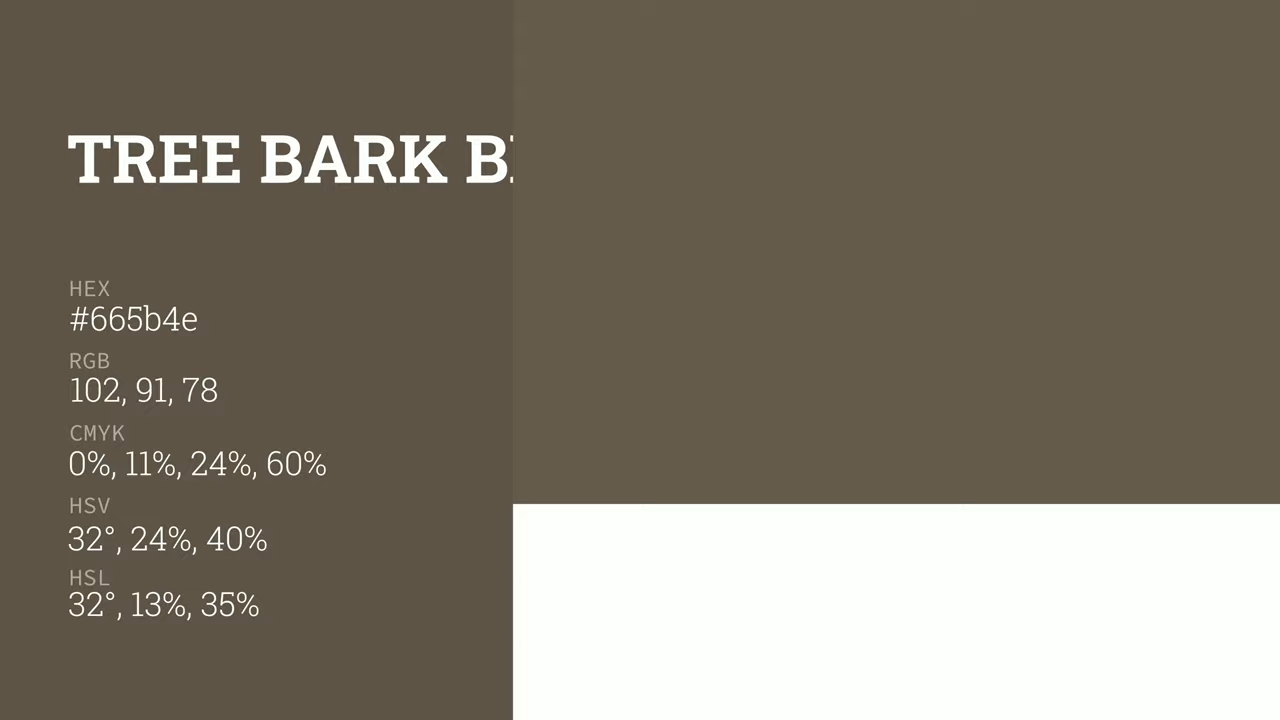 TREE BARK B
HEX
#665b4e
RGB
102, 91, 78
CMYK
0%, 11%, 24%, 60%
HSV
32°, 24%, 40%
HSL
32°, 13%, 35%